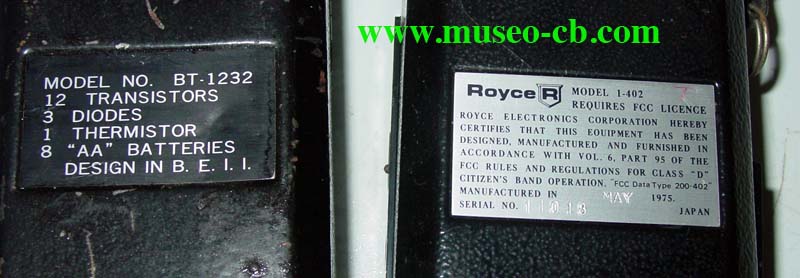 www.museo-cb.com
MODEL NO. BT-1232
12 TRANSISTORS
3 DIODES
1 THERMISTOR
8 "AA" BATTERIES
DESIGN IN B. E. I. I.
Royce R MODEL 1-402
REQUIRES FCC LICENCE
ROYCE ELECTRONICS CORPORATION HEREBY
CERTIFIES THAT THIS EQUIPMENT HAS BEEN
DESIGNED, MANUFACTURED AND FURNISHED IN
ACCORDANCE WITH VOL. 6, PART 95 OF THE
FCC RULES AND REGULATIONS FOR CLASS "D"
CITIZEN'S BAND OPERATION, "FCC Data Type 200-402"
MANUFACTURED IN MAY 1975.
SERIAL NO. JAPAN